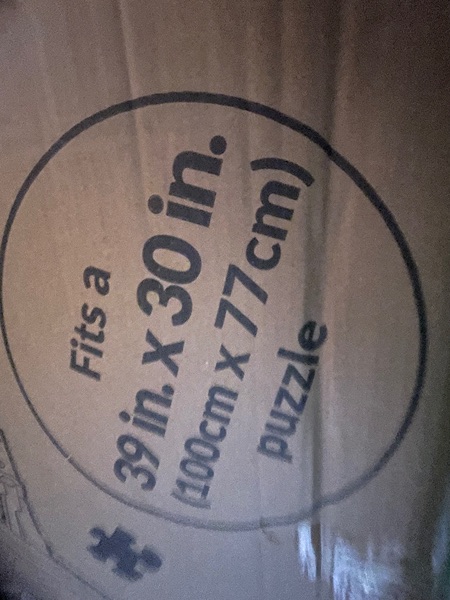 Fits a
39 in. x 30 in.
(100cm x 77cm)
puzzle